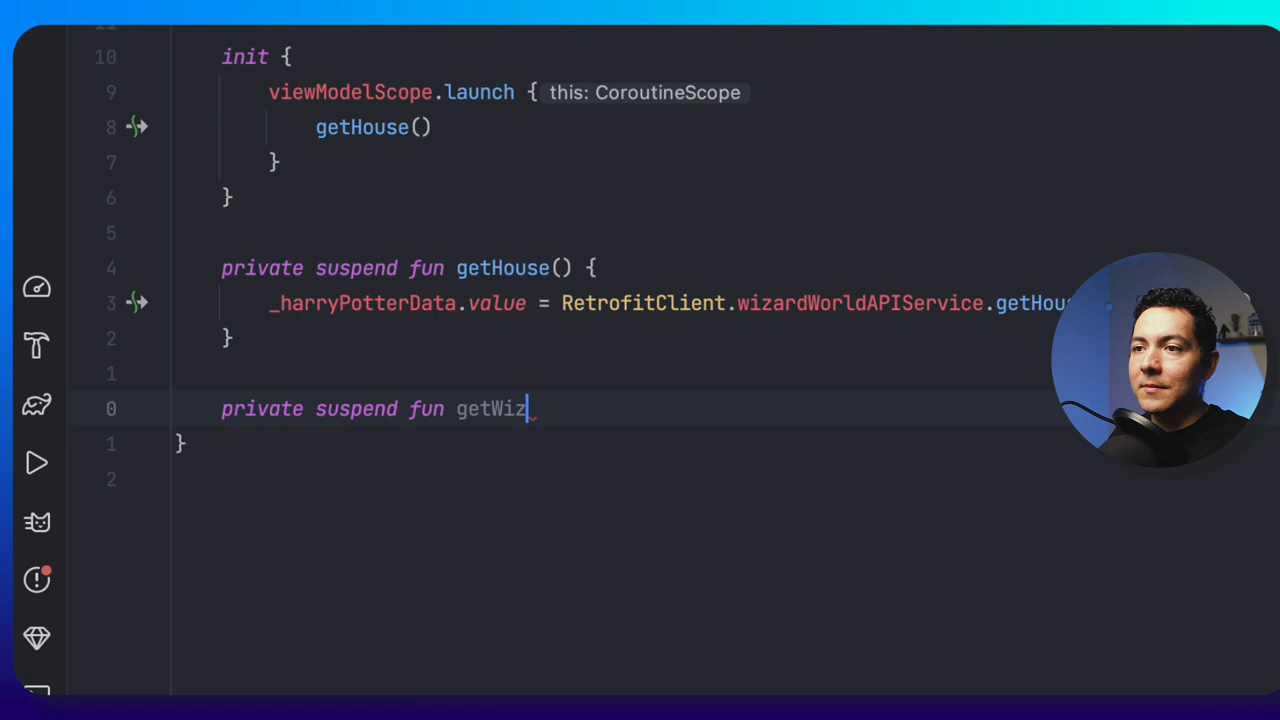 11
10 init {
9 viewModelScope.launch { this: CoroutineScope
8 getHouse()
7 }
6 }
5
4 private suspend fun getHouse() {
3 _harryPotterData.value = RetrofitClient.wizardWorldAPIService.getHou
2 }
1
0 private suspend fun getWiz
1 }
2